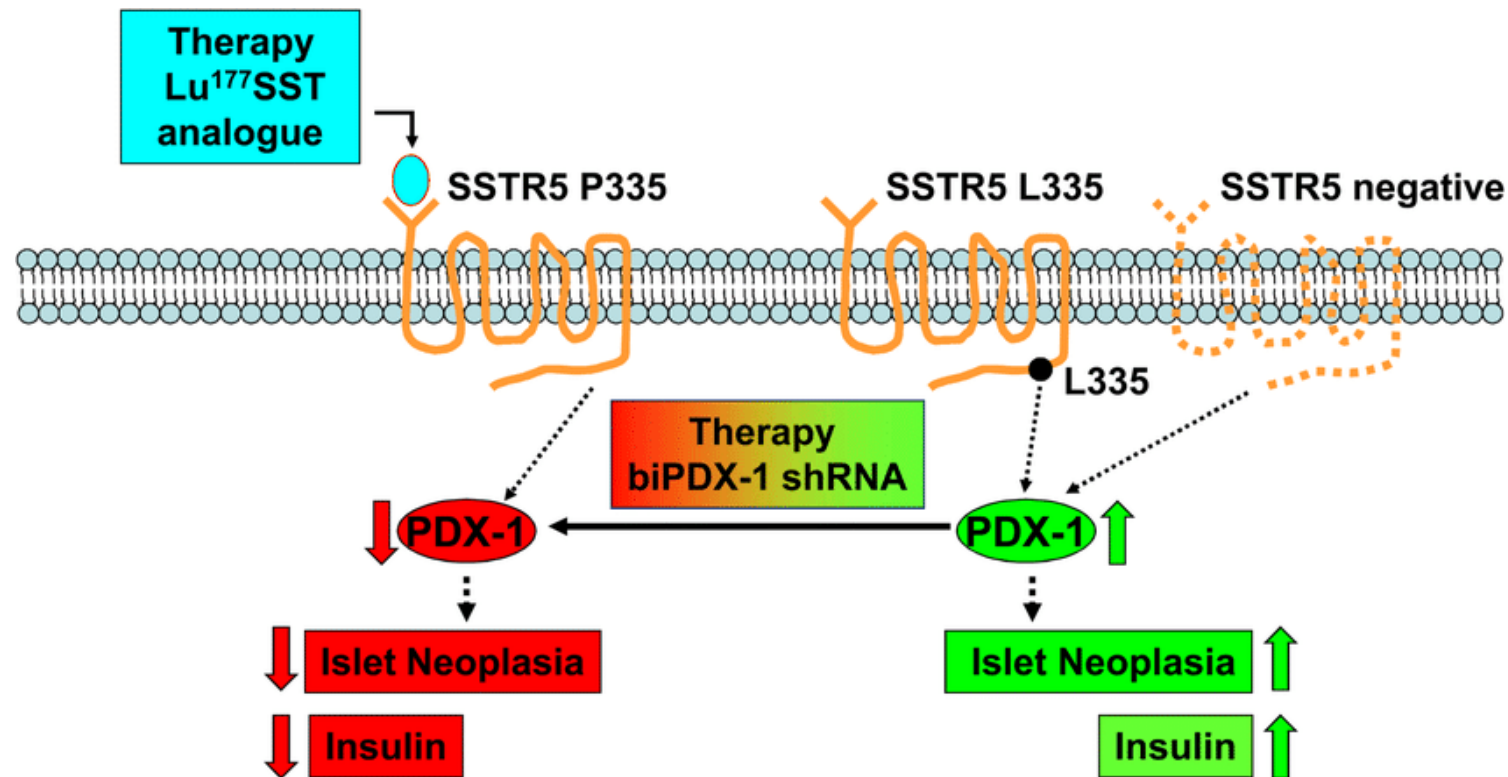 Therapy
Lu¹⁷⁷SST
analogue
SSTR5 P335
SSTR5 L335
SSTR5 negative
L335
Therapy
biPDX-1 shRNA
PDX-1
PDX-1
Islet Neoplasia
Islet Neoplasia
Insulin
Insulin